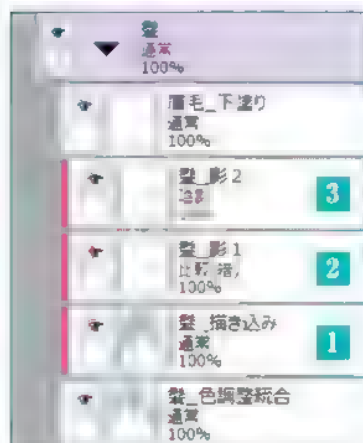 髪
通常
100%
眉毛_下塗り
通常
100%
髪_影2
3
髪_影1
2
100%
髪_描き込み
通常
1
100%
髪_色調整統合
通常
100%